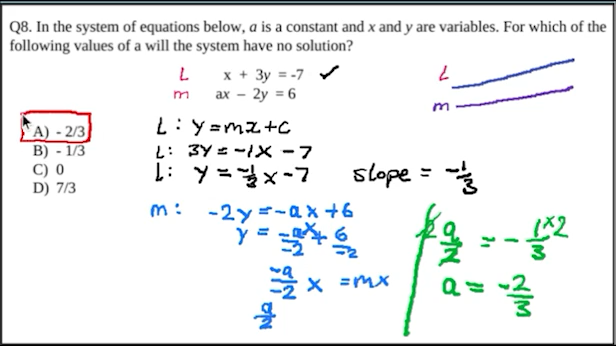 Q8. In the system of equations below, a is a constant and x and y are variables. For which of the
following values of a will the system have no solution?
L x + 3y = -7 ✓
m ax - 2y = 6
L
m
A) - 2/3
B) - 1/3
C) 0
D) 7/3
L : y = mx + c
L: 3y = -1x - 7
L: y = -1/3 x - 7 slope = -1/3
m: -2y = -ax + 6
y = -ax/-2 + 6/-2
-a/-2 x = mx
a/2
a/2 = - 1/3 ×2
a = -2/3